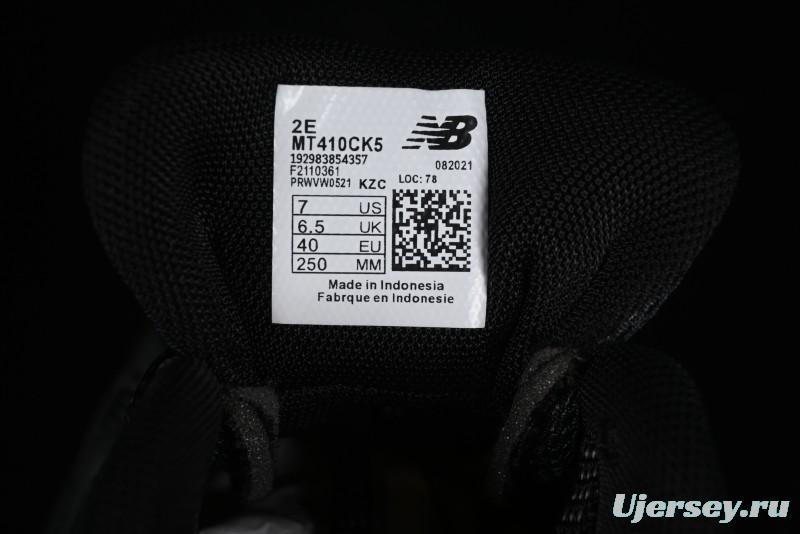 2E
MT410CK5
192983854357
F2110361
PRWVW0521 KZC
NB
082021
LOC: 78
7 US
6.5 UK
40 EU
250 MM
Made in Indonesia
Fabrque en Indonesie
Ujersey.ru